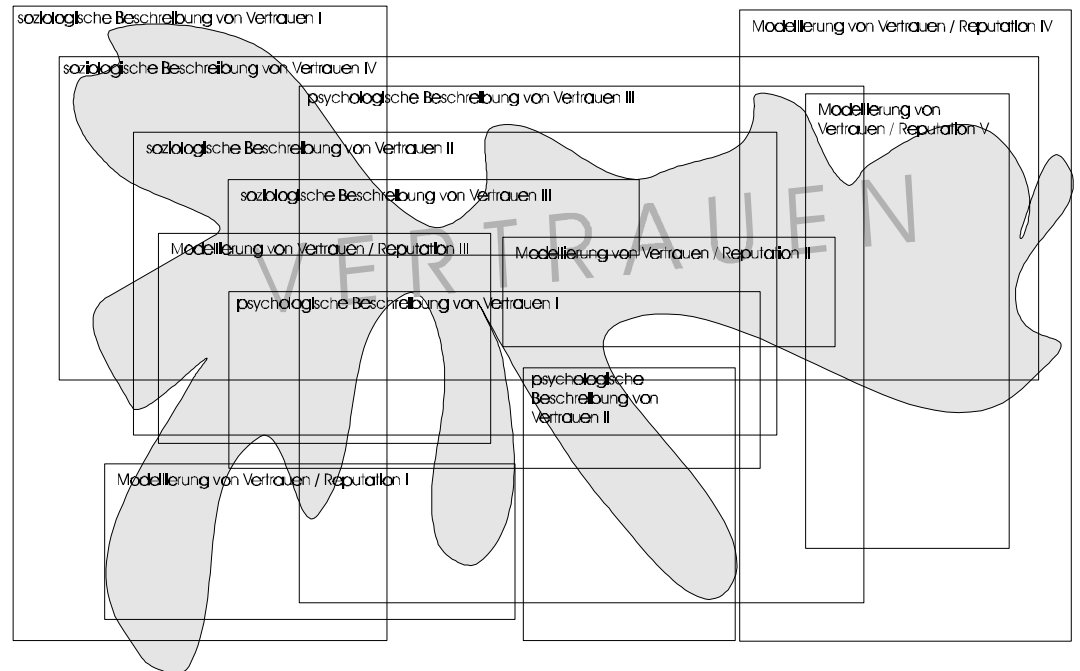 soziologische Beschreibung von Vertrauen I
Modellierung von Vertrauen / Reputation IV
soziologische Beschreibung von Vertrauen IV
psychologische Beschreibung von Vertrauen III
Modellierung von
Vertrauen / Reputation V
soziologische Beschreibung von Vertrauen II
soziologische Beschreibung von Vertrauen III
VERTRAUEN
Modellierung von Vertrauen / Reputation III
Modellierung von Vertrauen / Reputation II
psychologische Beschreibung von Vertrauen I
psychologische
Beschreibung von
Vertrauen II
Modellierung von Vertrauen / Reputation I